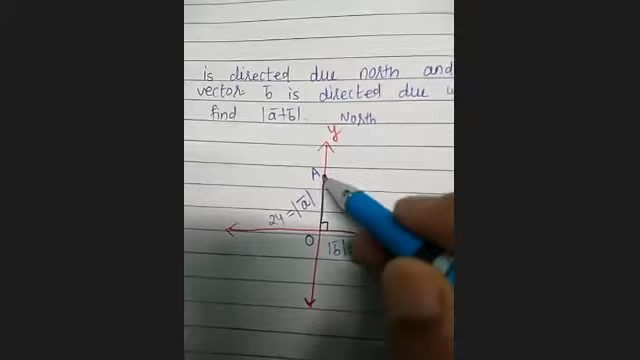 is directed due north and
vector b̄ is directed due
find |ā+b̄|. North
y
A
24=|ā|
O
|b̄|